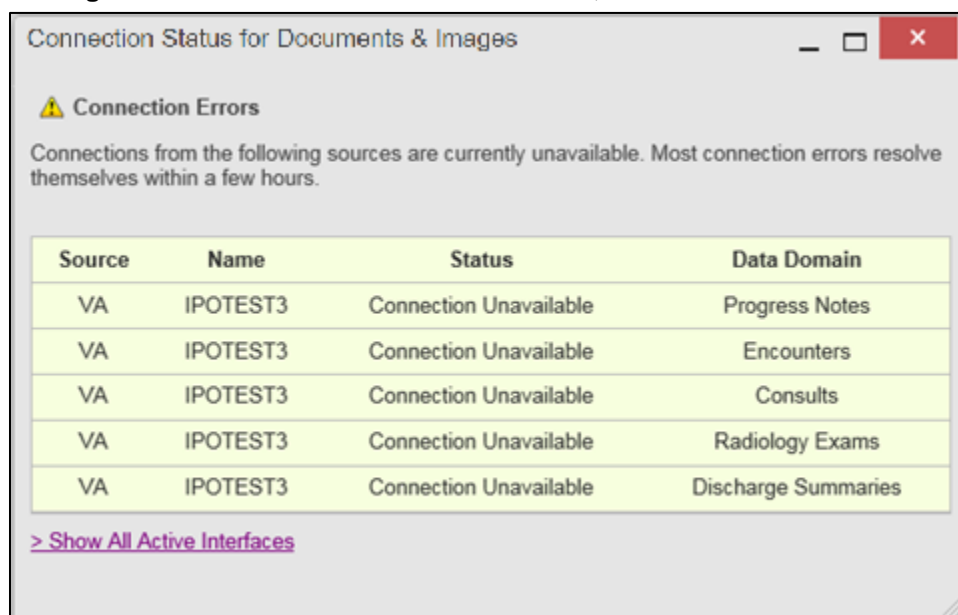 Connection Status for Documents & Images
Connection Errors
Connections from the following sources are currently unavailable. Most connection errors resolve
themselves within a few hours.
Source Name Status Data Domain
VA IPOTEST3 Connection Unavailable Progress Notes
VA IPOTEST3 Connection Unavailable Encounters
VA IPOTEST3 Connection Unavailable Consults
VA IPOTEST3 Connection Unavailable Radiology Exams
VA IPOTEST3 Connection Unavailable Discharge Summaries
> Show All Active Interfaces